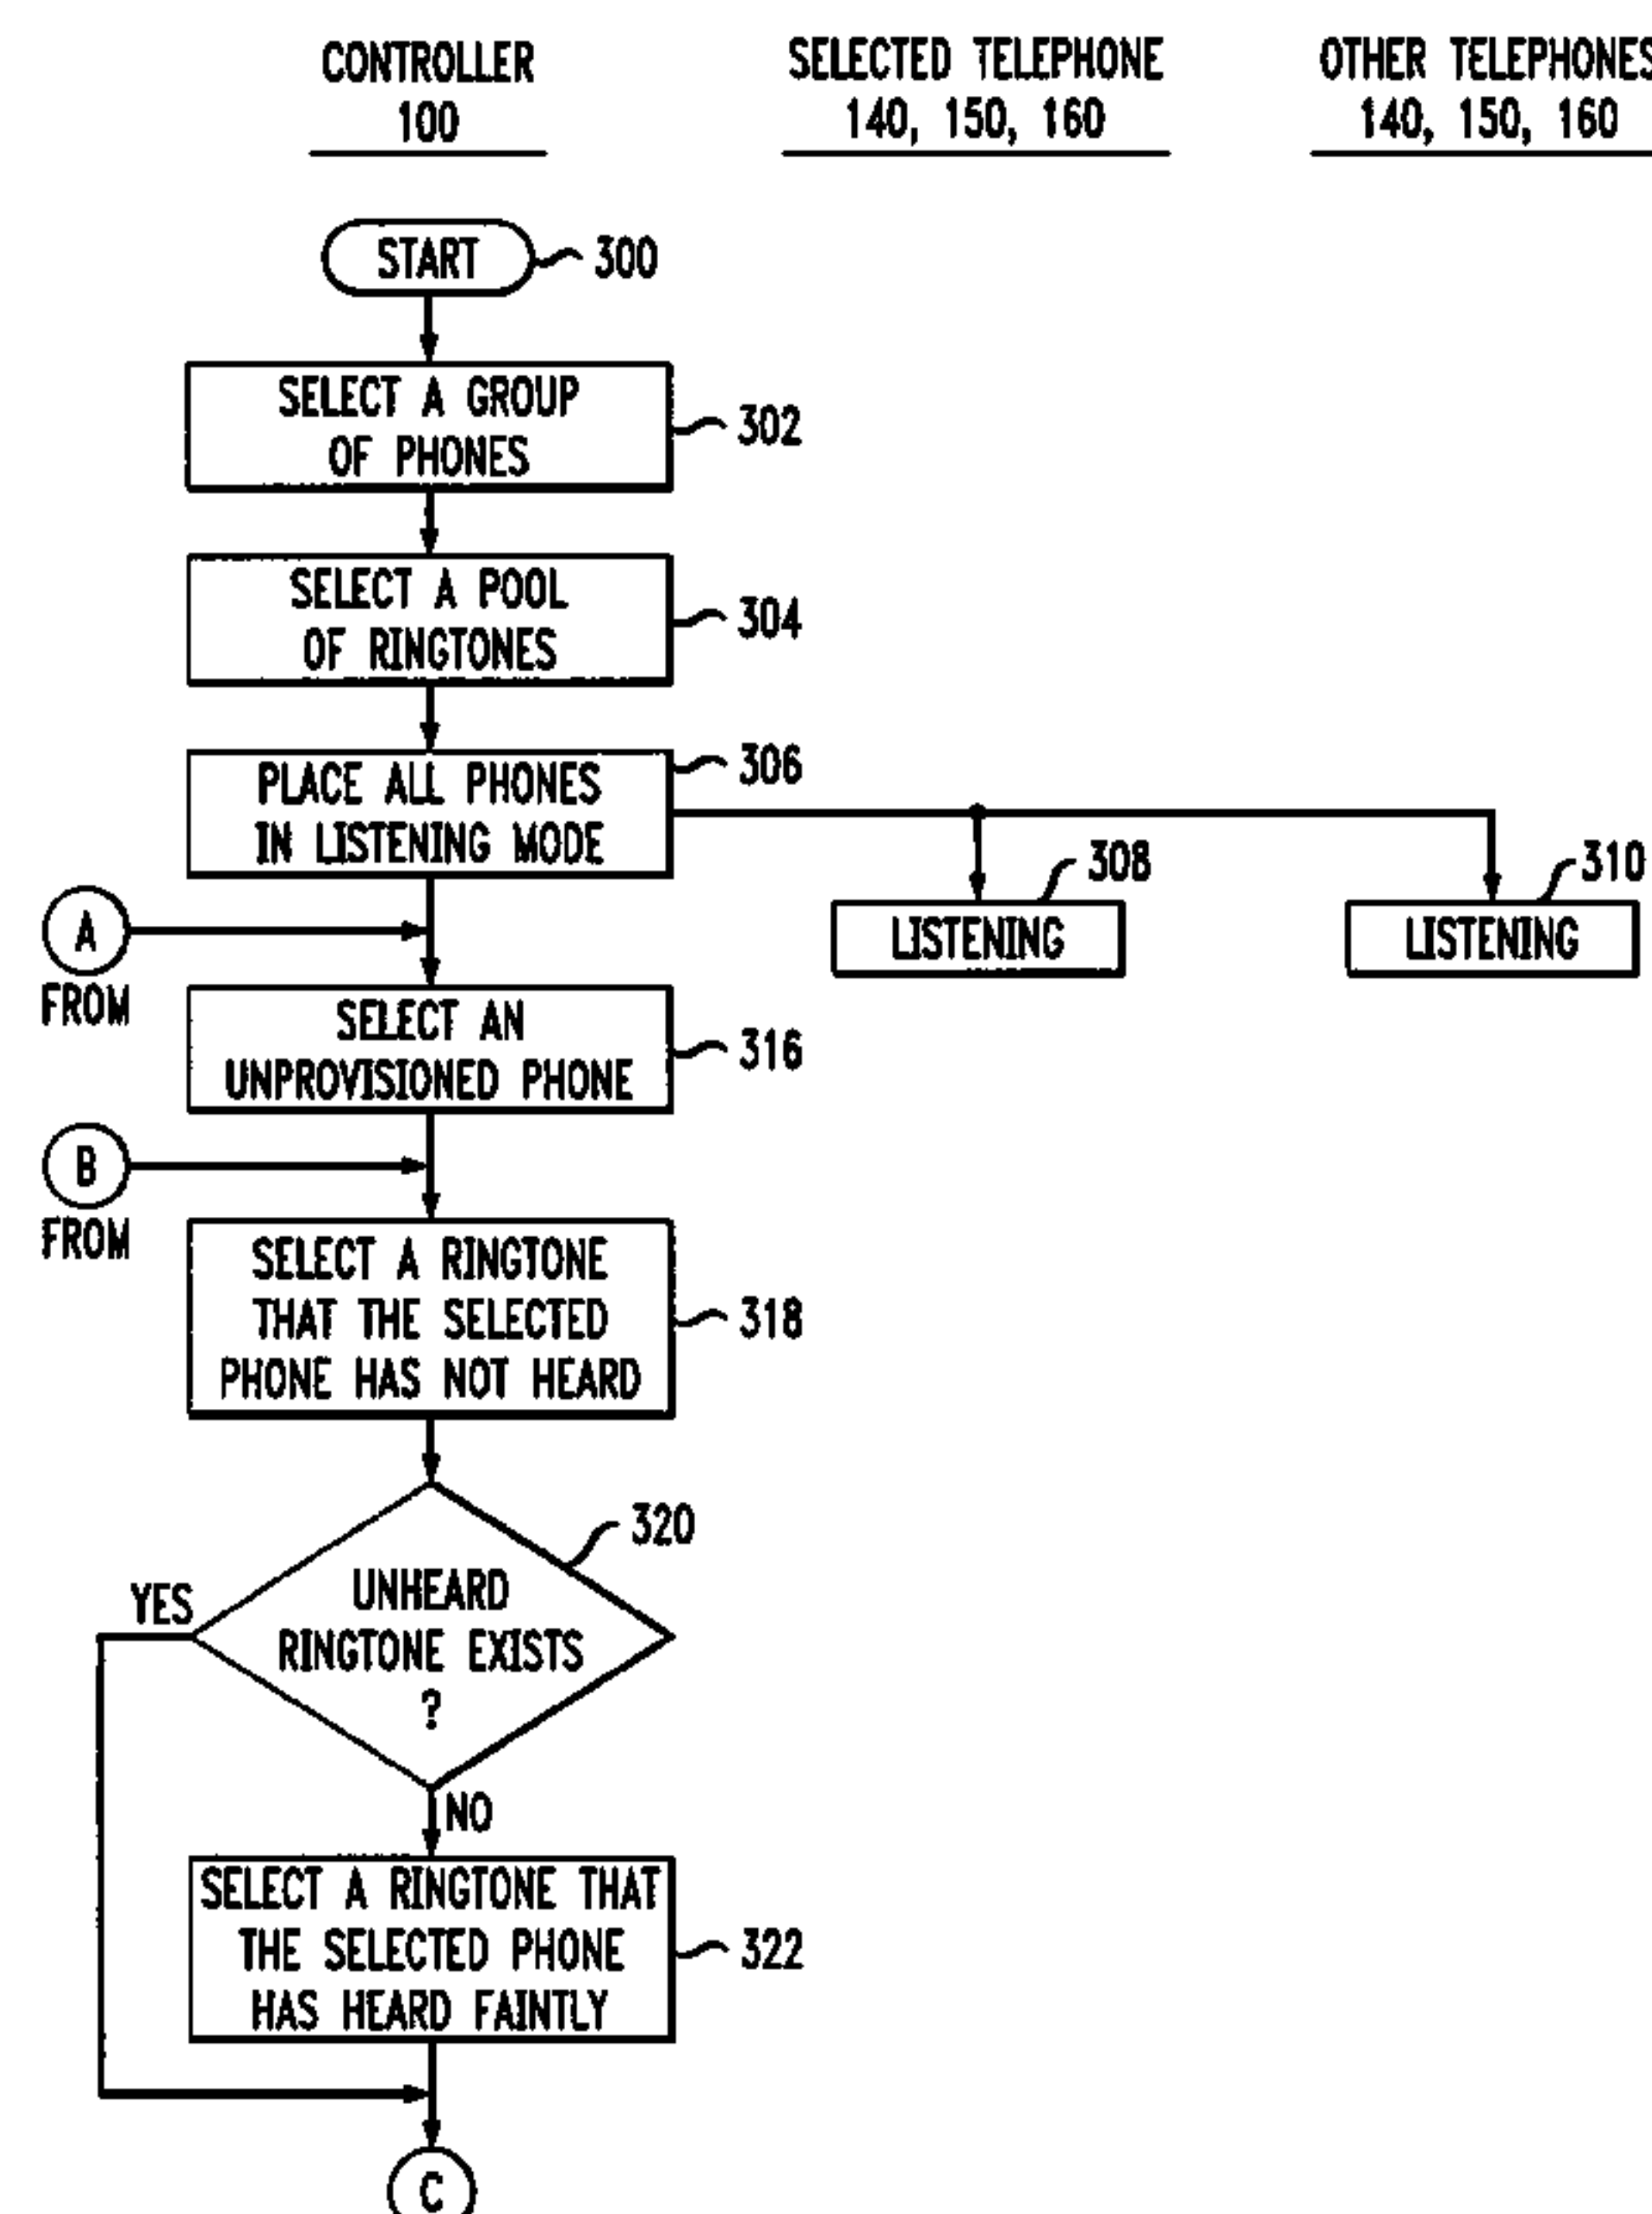 CONTROLLER
100
SELECTED TELEPHONE
140, 150, 160
OTHER TELEPHONES
140, 150, 160
START
300
SELECT A GROUP
OF PHONES
302
SELECT A POOL
OF RINGTONES
304
PLACE ALL PHONES
IN LISTENING MODE
306
LISTENING
308
LISTENING
310
A
FROM
SELECT AN
UNPROVISIONED PHONE
316
B
FROM
SELECT A RINGTONE
THAT THE SELECTED
PHONE HAS NOT HEARD
318
UNHEARD
RINGTONE EXISTS
?
320
YES
NO
SELECT A RINGTONE THAT
THE SELECTED PHONE
HAS HEARD FAINTLY
322
C